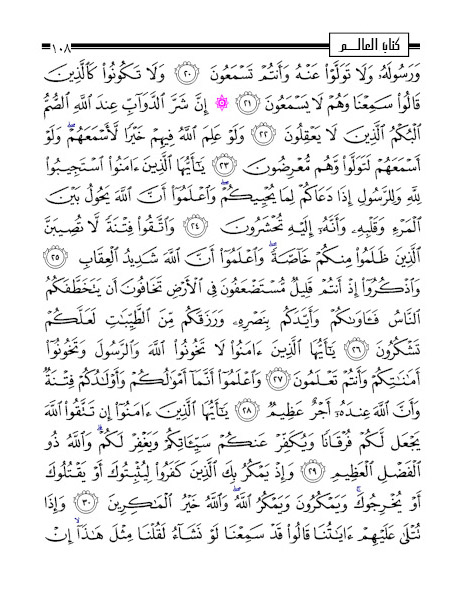 كتاب العالم ١٠٨
وَرَسُولَهُۥ وَلَا تَوَلَّوْا۟ عَنْهُ وَأَنتُمْ تَسْمَعُونَ ٢٠ وَلَا تَكُونُوا۟ كَٱلَّذِينَ
قَالُوا۟ سَمِعْنَا وَهُمْ لَا يَسْمَعُونَ ٢١ ۞ إِنَّ شَرَّ ٱلدَّوَآبِّ عِندَ ٱللَّهِ ٱلصُّمُّ
ٱلْبُكْمُ ٱلَّذِينَ لَا يَعْقِلُونَ ٢٢ وَلَوْ عَلِمَ ٱللَّهُ فِيهِمْ خَيْرًا لَّأَسْمَعَهُمْ ۖ وَلَوْ
أَسْمَعَهُمْ لَتَوَلَّوا۟ وَّهُم مُّعْرِضُونَ ٢٣ يَـٰٓأَيُّهَا ٱلَّذِينَ ءَامَنُوا۟ ٱسْتَجِيبُوا۟
لِلَّهِ وَلِلرَّسُولِ إِذَا دَعَاكُمْ لِمَا يُحْيِيكُمْ ۖ وَٱعْلَمُوٓا۟ أَنَّ ٱللَّهَ يَحُولُ بَيْنَ
ٱلْمَرْءِ وَقَلْبِهِۦ وَأَنَّهُۥٓ إِلَيْهِ تُحْشَرُونَ ٢٤ وَٱتَّقُوا۟ فِتْنَةً لَّا تُصِيبَنَّ
ٱلَّذِينَ ظَلَمُوا۟ مِنكُمْ خَآصَّةً ۖ وَٱعْلَمُوٓا۟ أَنَّ ٱللَّهَ شَدِيدُ ٱلْعِقَابِ ٢٥
وَٱذْكُرُوٓا۟ إِذْ أَنتُمْ قَلِيلٌ مُّسْتَضْعَفُونَ فِى ٱلْأَرْضِ تَخَافُونَ أَن يَتَخَطَّفَكُمُ
ٱلنَّاسُ فَـَٔاوَىٰكُمْ وَأَيَّدَكُم بِنَصْرِهِۦ وَرَزَقَكُم مِّنَ ٱلطَّيِّبَـٰتِ لَعَلَّكُمْ
تَشْكُرُونَ ٢٦ يَـٰٓأَيُّهَا ٱلَّذِينَ ءَامَنُوا۟ لَا تَخُونُوا۟ ٱللَّهَ وَٱلرَّسُولَ وَتَخُونُوٓا۟
أَمَـٰنَـٰتِكُمْ وَأَنتُمْ تَعْلَمُونَ ٢٧ وَٱعْلَمُوٓا۟ أَنَّمَآ أَمْوَٰلُكُمْ وَأَوْلَـٰدُكُمْ فِتْنَةٌ
وَأَنَّ ٱللَّهَ عِندَهُۥٓ أَجْرٌ عَظِيمٌ ٢٨ يَـٰٓأَيُّهَا ٱلَّذِينَ ءَامَنُوٓا۟ إِن تَتَّقُوا۟ ٱللَّهَ
يَجْعَل لَّكُمْ فُرْقَانًا وَيُكَفِّرْ عَنكُمْ سَيِّـَٔاتِكُمْ وَيَغْفِرْ لَكُمْ ۗ وَٱللَّهُ ذُو
ٱلْفَضْلِ ٱلْعَظِيمِ ٢٩ وَإِذْ يَمْكُرُ بِكَ ٱلَّذِينَ كَفَرُوا۟ لِيُثْبِتُوكَ أَوْ يَقْتُلُوكَ
أَوْ يُخْرِجُوكَ ۚ وَيَمْكُرُونَ وَيَمْكُرُ ٱللَّهُ ۖ وَٱللَّهُ خَيْرُ ٱلْمَـٰكِرِينَ ٣٠ وَإِذَا
تُتْلَىٰ عَلَيْهِمْ ءَايَـٰتُنَا قَالُوا۟ قَدْ سَمِعْنَا لَوْ نَشَآءُ لَقُلْنَا مِثْلَ هَـٰذَآ ۙ إِنْ